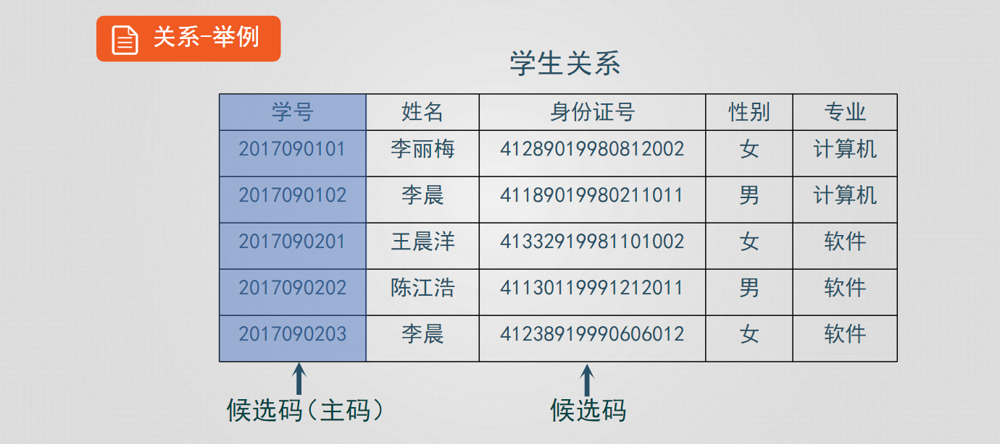 关系-举例
学生关系
学号 姓名 身份证号 性别 专业
2017090101 李丽梅 41289019980812002 女 计算机
2017090102 李晨 41189019980211011 男 计算机
2017090201 王晨洋 41332919981101002 女 软件
2017090202 陈江浩 41130119991212011 男 软件
2017090203 李晨 41238919990606012 女 软件
候选码(主码) 候选码